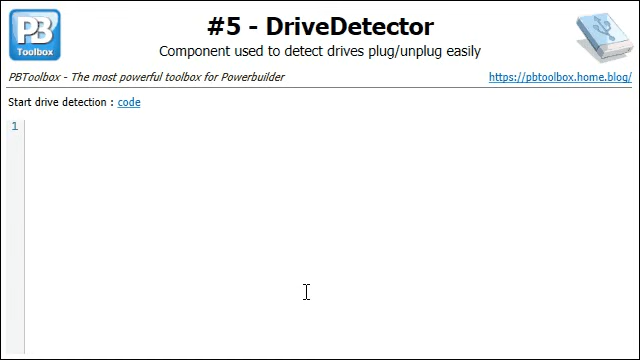 PB
Toolbox
#5 - DriveDetector
Component used to detect drives plug/unplug easily
PBToolbox - The most powerful toolbox for Powerbuilder
https://pbtoolbox.home.blog/
Start drive detection : code
1